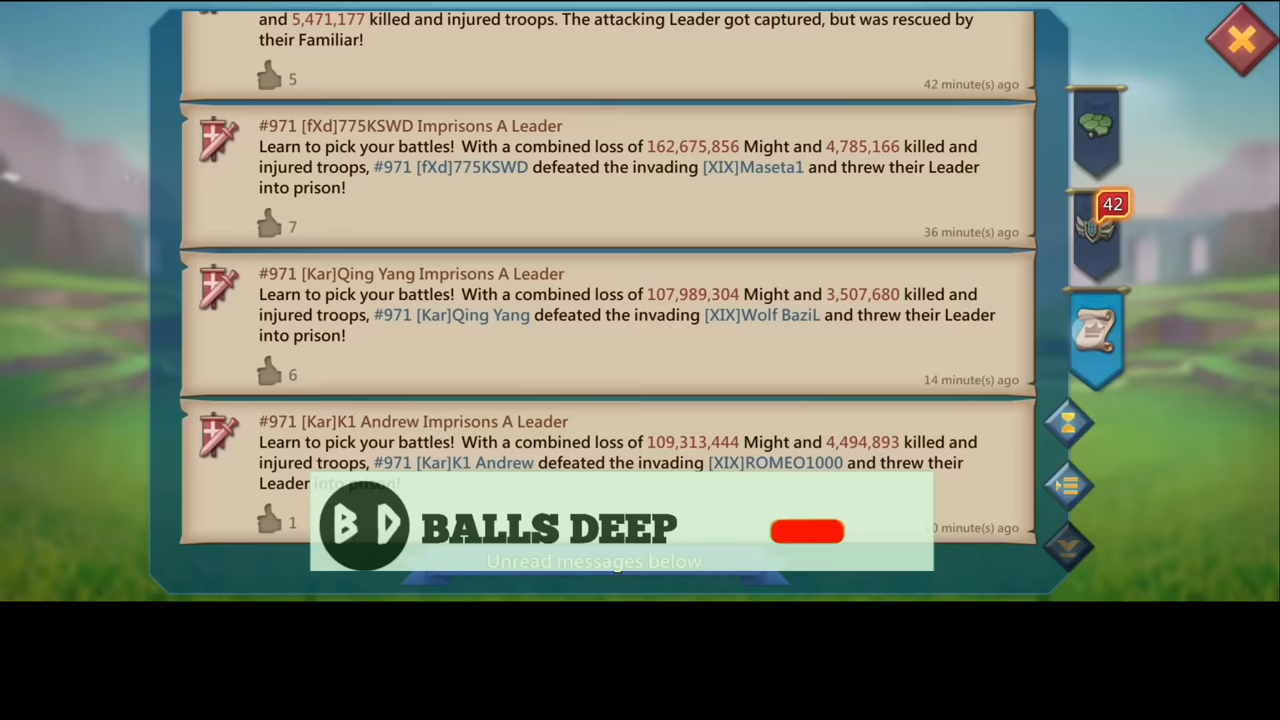 and 5,471,177 killed and injured troops. The attacking Leader got captured, but was rescued by
their Familiar!
5
42 minute(s) ago
#971 [fXd]775KSWD Imprisons A Leader
Learn to pick your battles! With a combined loss of 162,675,856 Might and 4,785,166 killed and
injured troops, #971 [fXd]775KSWD defeated the invading [XIX]Maseta1 and threw their Leader
into prison!
7
36 minute(s) ago
42
#971 [Kar]Qing Yang Imprisons A Leader
Learn to pick your battles! With a combined loss of 107,989,304 Might and 3,507,680 killed and
injured troops, #971 [Kar]Qing Yang defeated the invading [XIX]Wolf BaziL and threw their Leader
into prison!
6
14 minute(s) ago
#971 [Kar]K1 Andrew Imprisons A Leader
Learn to pick your battles! With a combined loss of 109,313,444 Might and 4,494,893 killed and
injured troops, #971 [Kar]K1 Andrew defeated the invading [XIX]ROMEO1000 and threw their
Leader into prison!
1
0 minute(s) ago
BD BALLS DEEP
Unread messages below